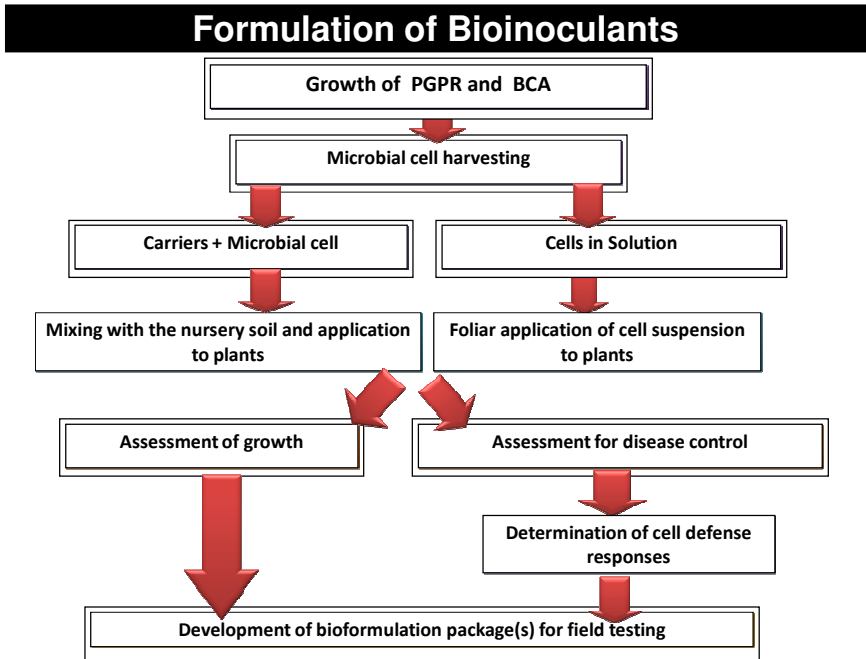 Formulation of Bioinoculants
Growth of PGPR and BCA
Microbial cell harvesting
Carriers + Microbial cell
Cells in Solution
Mixing with the nursery soil and application
to plants
Foliar application of cell suspension
to plants
Assessment of growth
Assessment for disease control
Determination of cell defense
responses
Development of bioformulation package(s) for field testing